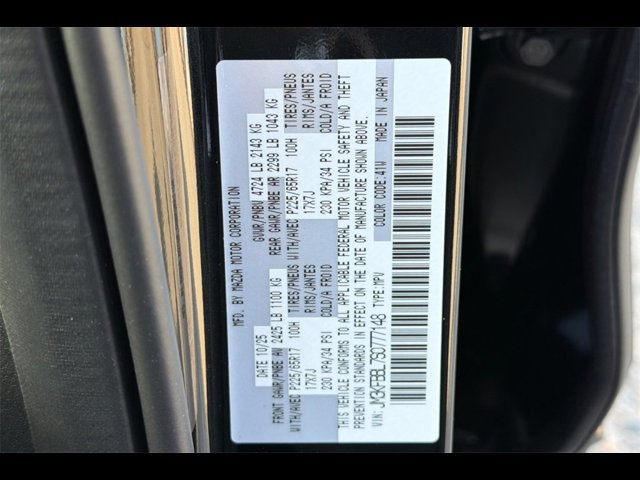 MFD. BY MAZDA MOTOR CORPORATION
DATE 10/25 GVWR/PNBV 4724 LB 2143 KG
FRONT GAWR/PNBE AV 2425 LB 1100 KG REAR GAWR/PNBE AR 2299 LB 1043 KG
WITH/AVEC P225/65R17 100H TIRES/PNEUS WITH/AVEC P225/65R17 100H TIRES/PNEUS
17X7J RIMS/JANTES 17X7J RIMS/JANTES
230 KPA/34 PSI COLD/A FROID 230 KPA/34 PSI COLD/A FROID
THIS VEHICLE CONFORMS TO ALL APPLICABLE FEDERAL MOTOR VEHICLE SAFETY AND THEFT
PREVENTION STANDARDS IN EFFECT ON THE DATE OF MANUFACTURE SHOWN ABOVE.
COLOR CODE:41W MADE IN JAPAN
VIN: TYPE: MPV